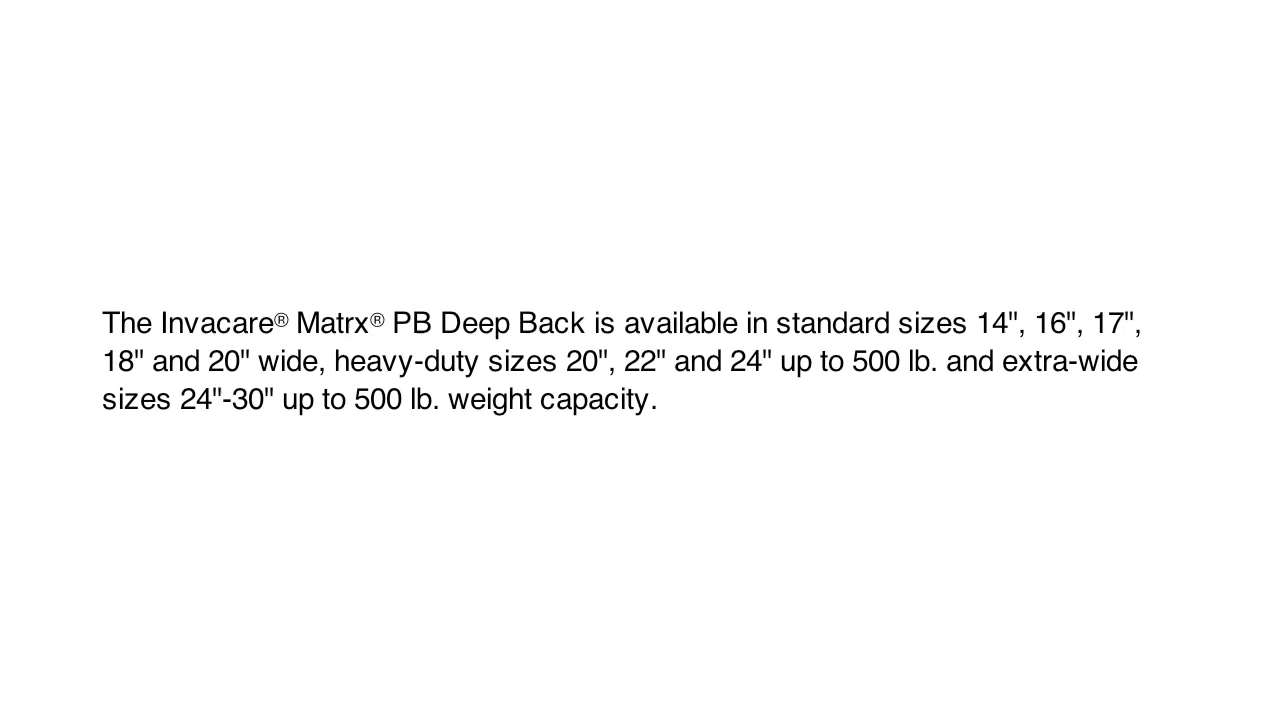 The Invacare® Matrx® PB Deep Back is available in standard sizes 14", 16", 17",
18" and 20" wide, heavy-duty sizes 20", 22" and 24" up to 500 lb. and extra-wide
sizes 24"-30" up to 500 lb. weight capacity.